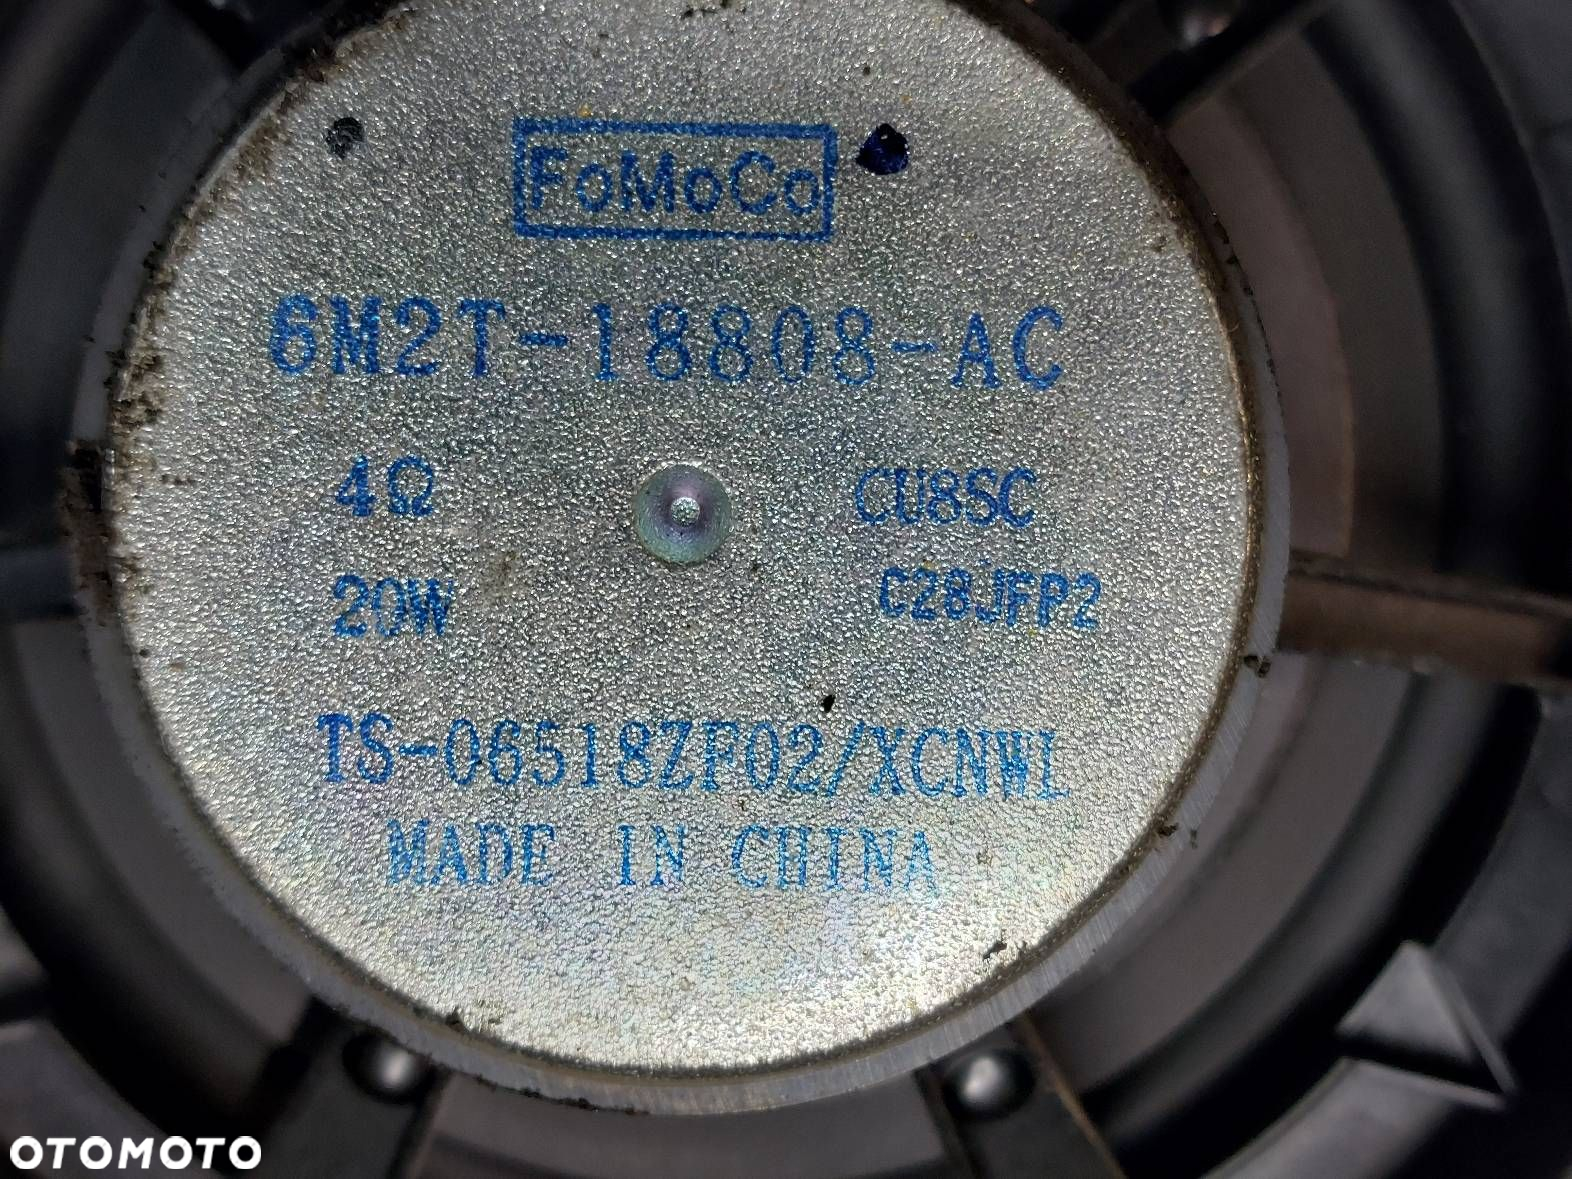 FoMoCo
6M2T-18808-AC
4Ω CU8SC
20W C28JFP2
TS-06518ZF02/XCNWL
MADE IN CHINA
OTOMOTO